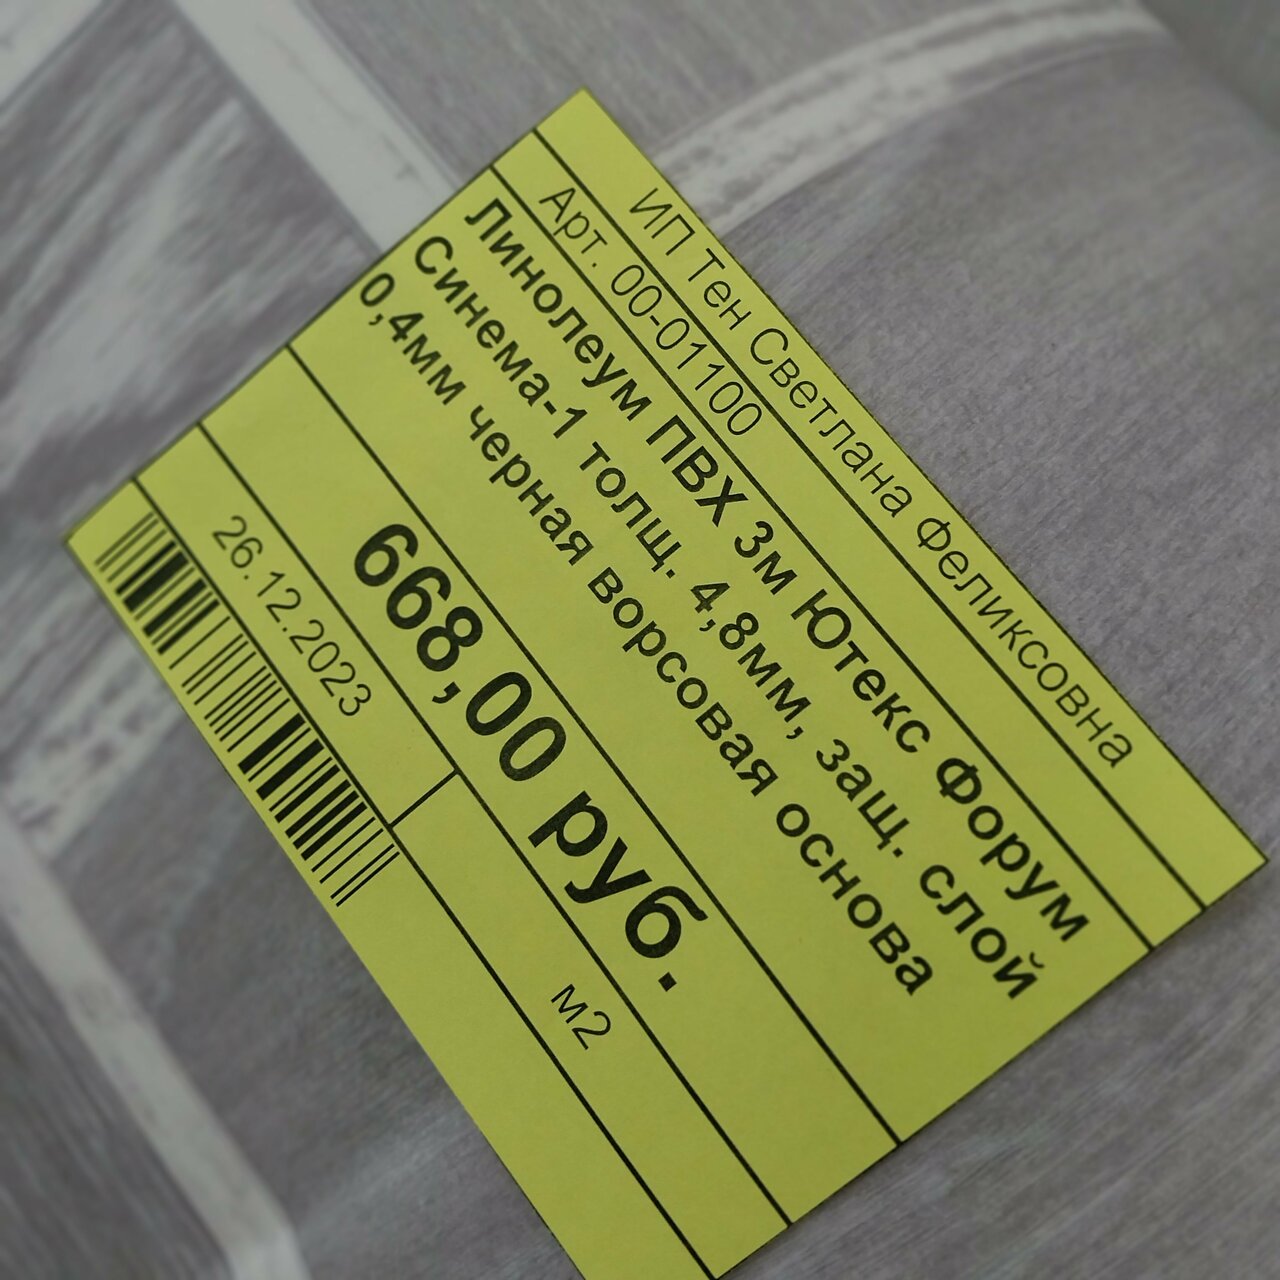 ИП Тен Светлана Феликсовна
Арт. 00-01100
Линолеум ПВХ 3м Ютекс Форум
Синема-1 толщ. 4,8мм, защ. слой
0,4мм черная ворсовая основа
668,00 руб.
26.12.2023
м2